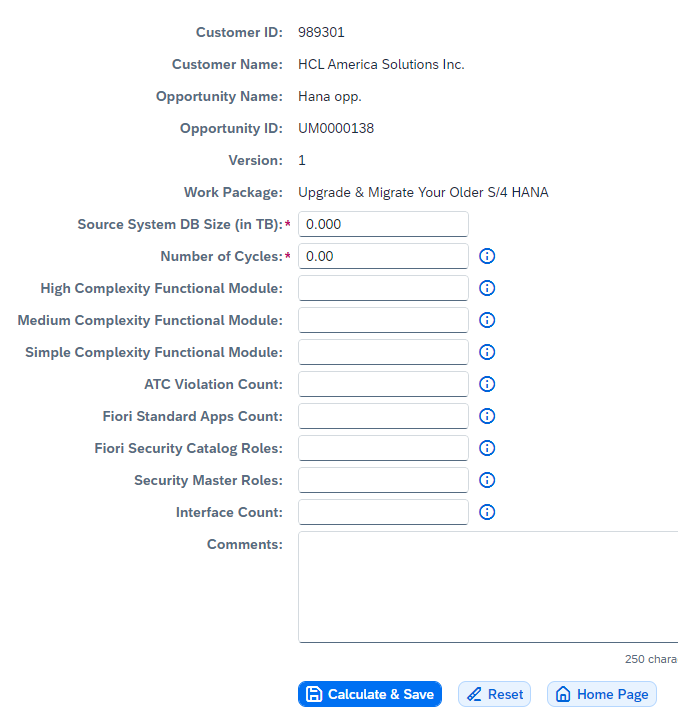 Customer ID: 989301
Customer Name: HCL America Solutions Inc.
Opportunity Name: Hana opp.
Opportunity ID: UM0000138
Version: 1
Work Package: Upgrade & Migrate Your Older S/4 HANA
Source System DB Size (in TB):* 0.000
Number of Cycles:* 0.00
High Complexity Functional Module:
Medium Complexity Functional Module:
Simple Complexity Functional Module:
ATC Violation Count:
Fiori Standard Apps Count:
Fiori Security Catalog Roles:
Security Master Roles:
Interface Count:
Comments:
250 chara
Calculate & Save Reset Home Page